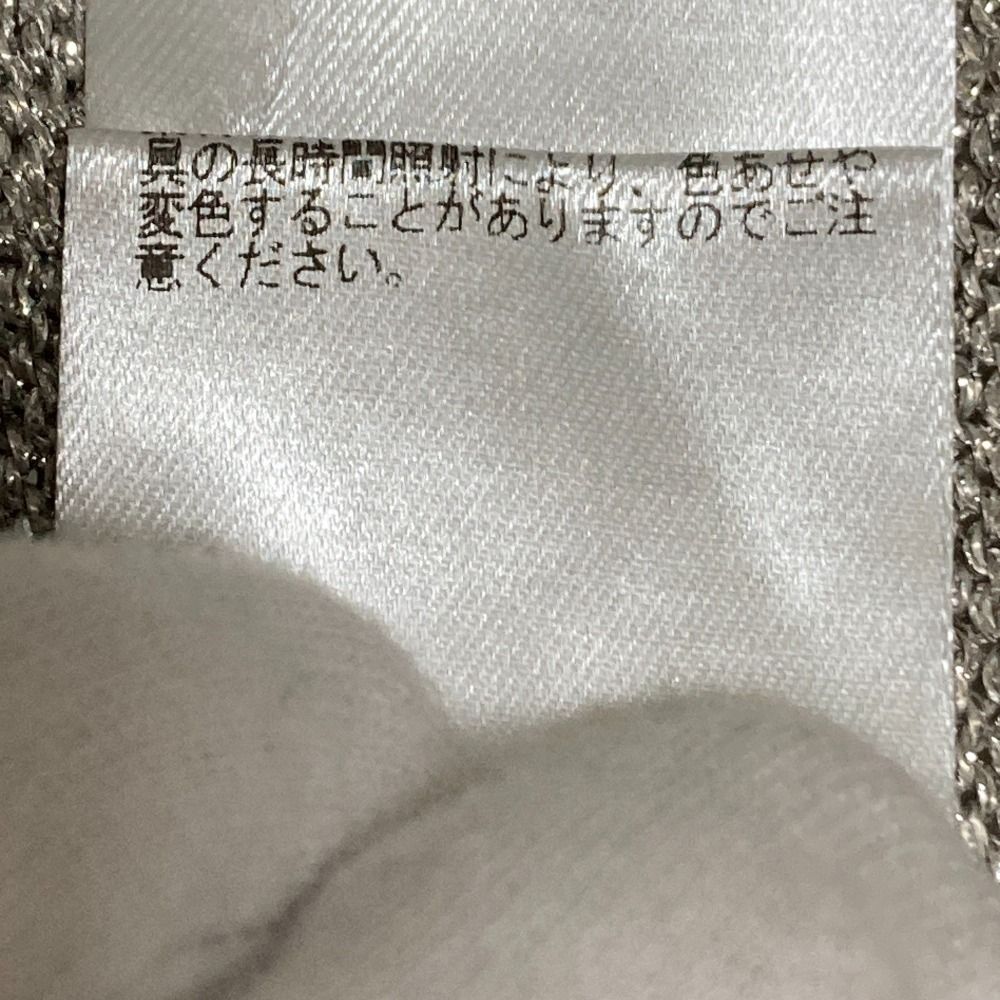 具の長時間照射により、色あせや
変色することがありますのでご注
意ください。